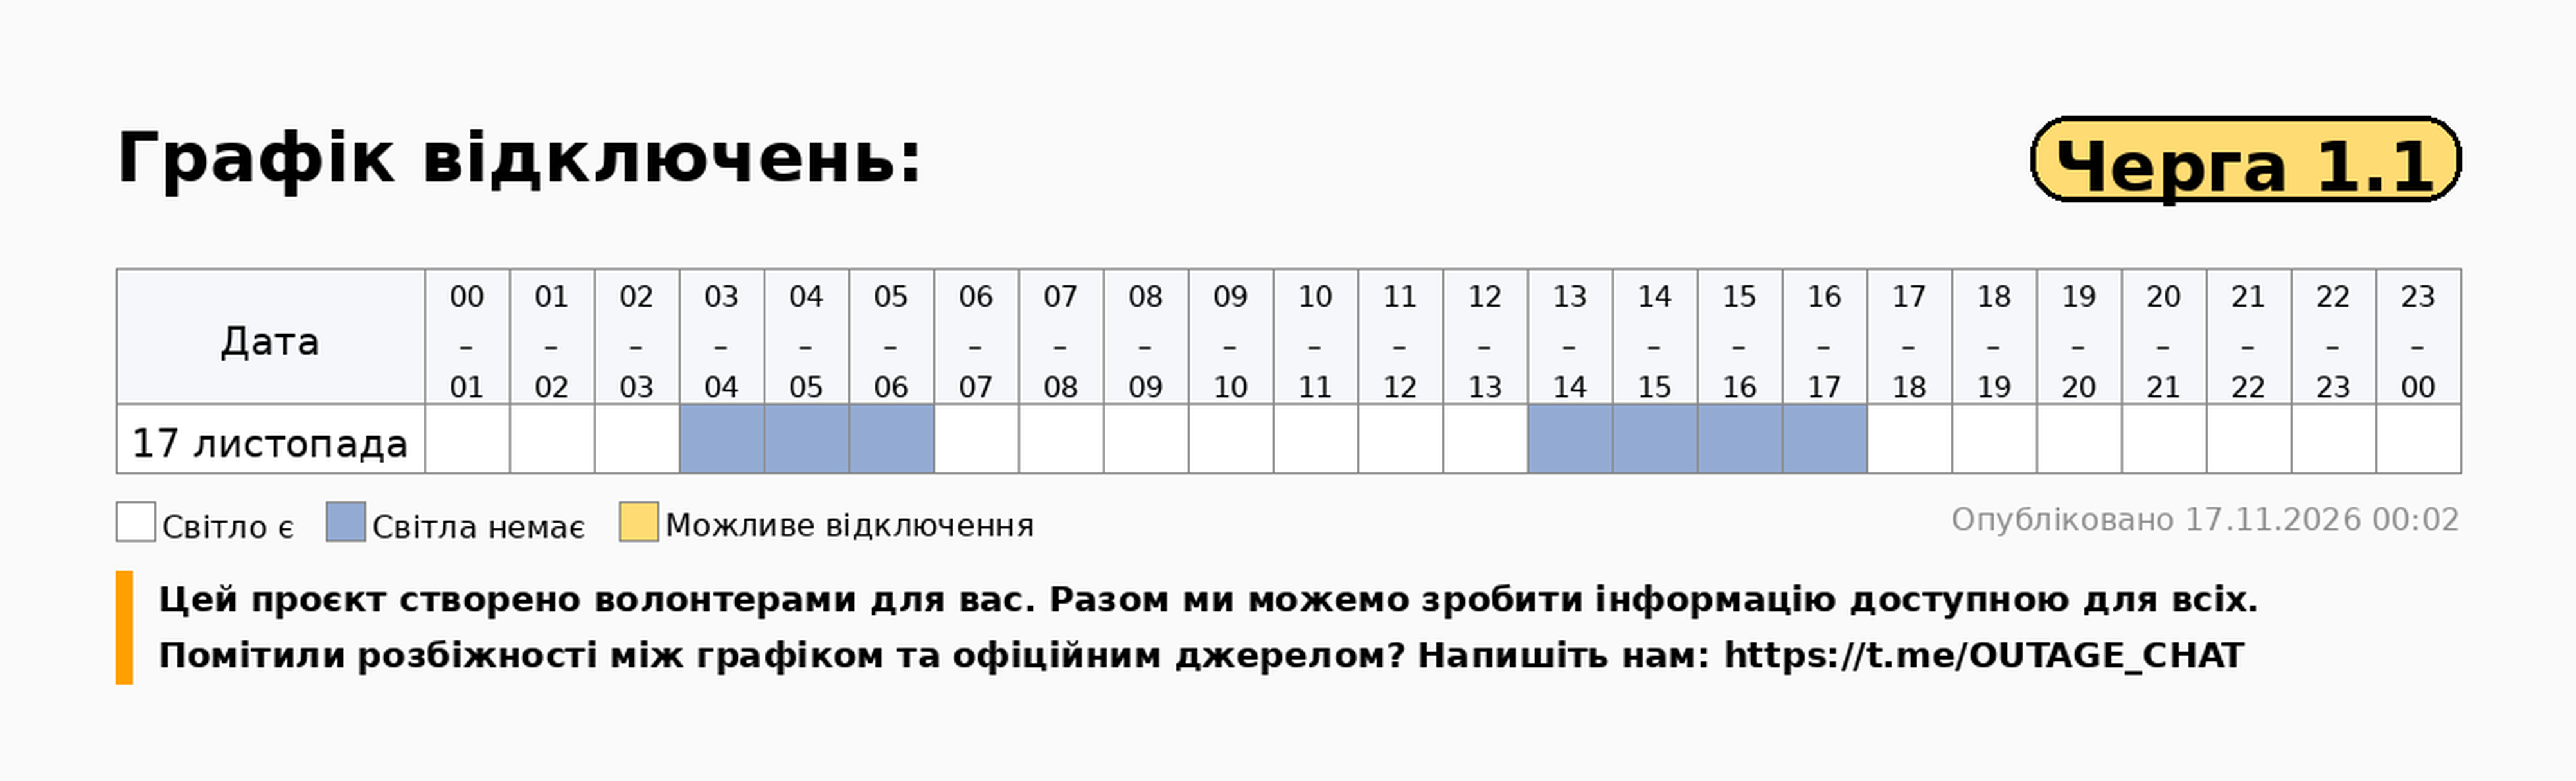 Графік відключень:
Черга 1.1
Дата 00–01 01–02 02–03 03–04 04–05 05–06 06–07 07–08 08–09 09–10 10–11 11–12 12–13 13–14 14–15 15–16 16–17 17–18 18–19 19–20 20–21 21–22 22–23 23–00
17 листопада
Світло є Світла немає Можливе відключення
Опубліковано 17.11.2026 00:02
Цей проєкт створено волонтерами для вас. Разом ми можемо зробити інформацію доступною для всіх.
Помітили розбіжності між графіком та офіційним джерелом? Напишіть нам: https://t.me/OUTAGE_CHAT